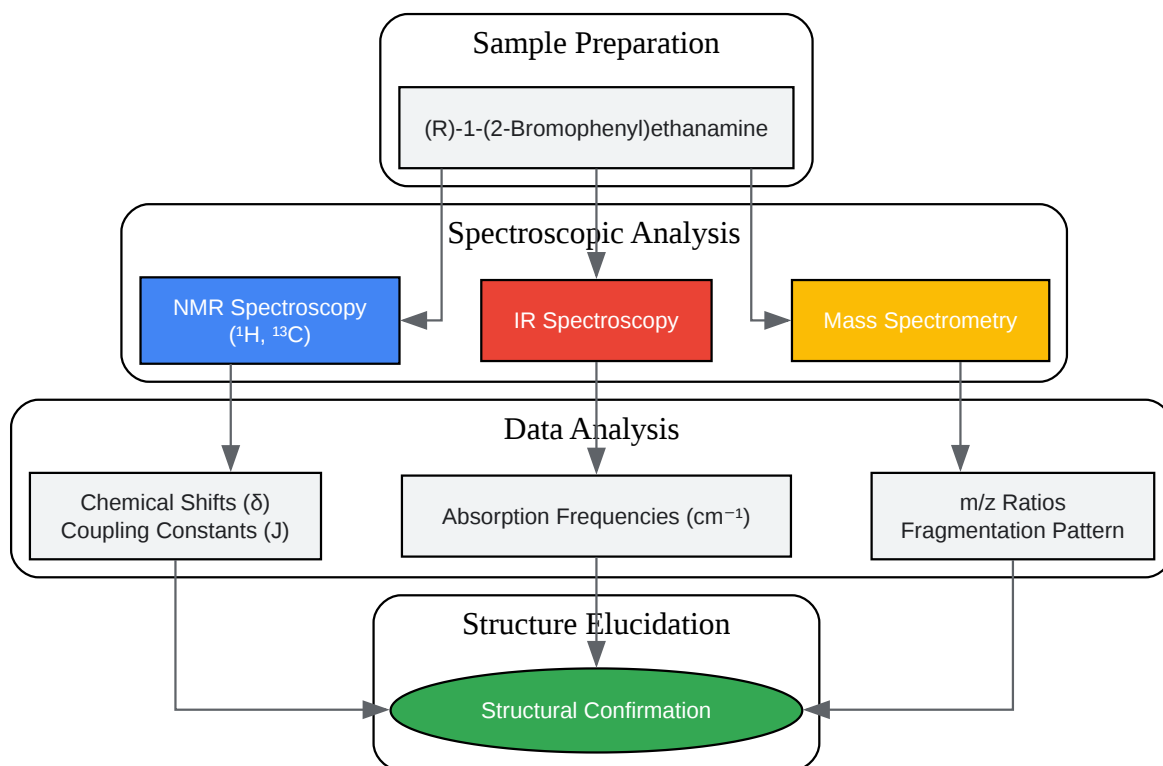 Sample Preparation
(R)-1-(2-Bromophenyl)ethanamine
Spectroscopic Analysis
NMR Spectroscopy
(¹H, ¹³C)
IR Spectroscopy
Mass Spectrometry
Data Analysis
Chemical Shifts (δ)
Coupling Constants (J)
Absorption Frequencies (cm⁻¹)
m/z Ratios
Fragmentation Pattern
Structure Elucidation
Structural Confirmation